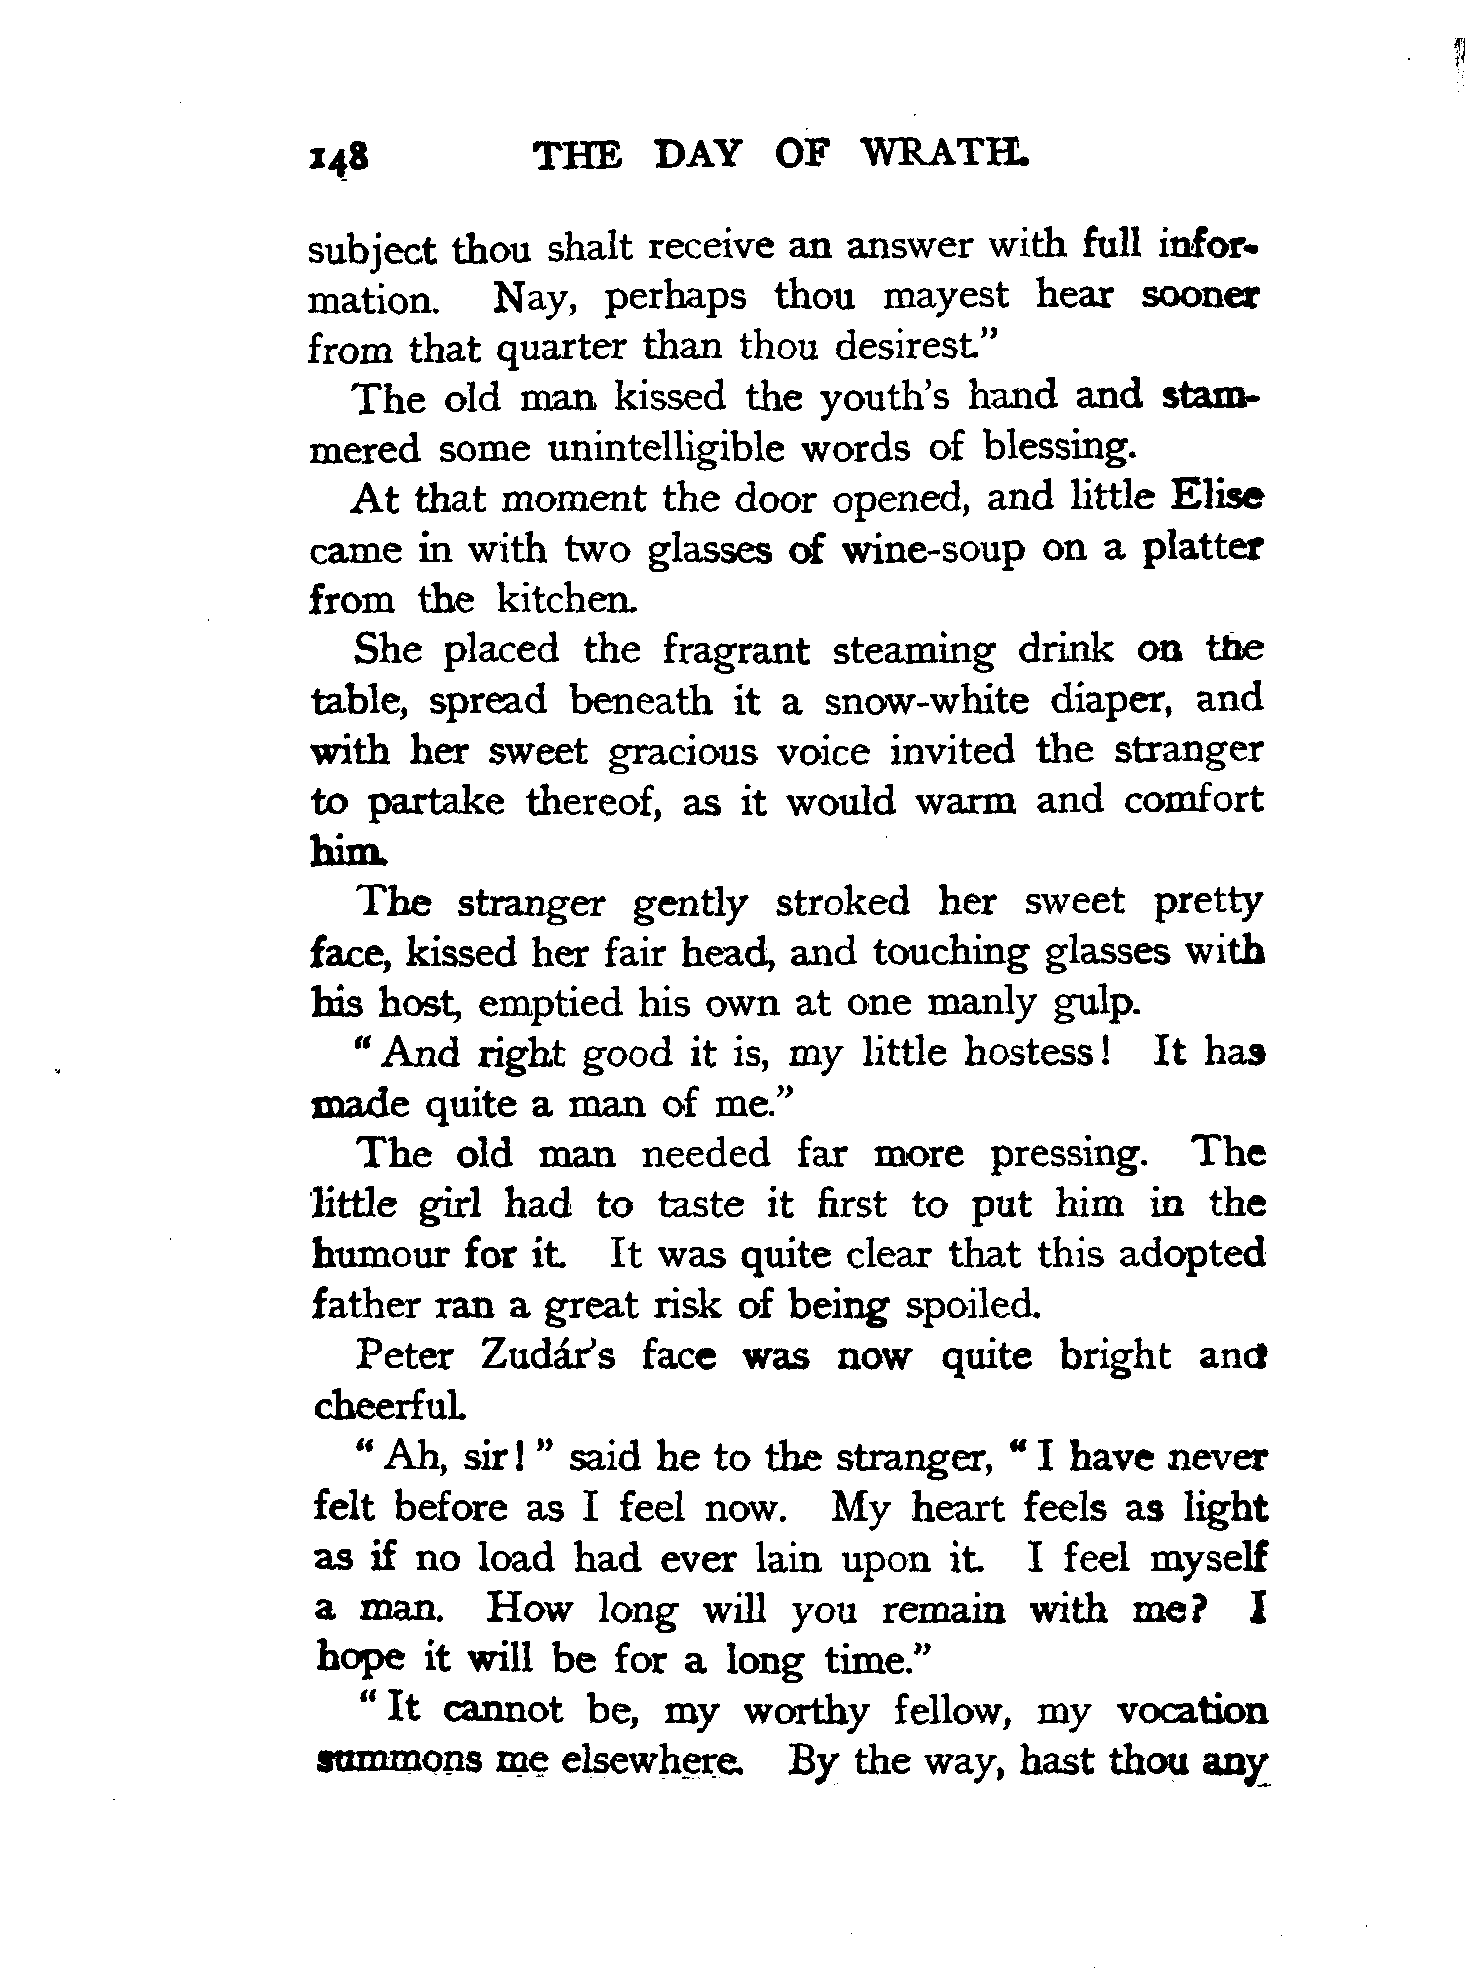 148 THE DAY OF WRATH.
subject thou shalt receive an answer with full infor-
mation. Nay, perhaps thou mayest hear sooner
from that quarter than thou desirest."
The old man kissed the youth's hand and stam-
mered some unintelligible words of blessing.
At that moment the door opened, and little Elise
came in with two glasses of wine-soup on a platter
from the kitchen.
She placed the fragrant steaming drink on the
table, spread beneath it a snow-white diaper, and
with her sweet gracious voice invited the stranger
to partake thereof, as it would warm and comfort
him.
The stranger gently stroked her sweet pretty
face, kissed her fair head, and touching glasses with
his host, emptied his own at one manly gulp.
"And right good it is, my little hostess! It has
made quite a man of me."
The old man needed far more pressing. The
little girl had to taste it first to put him in the
humour for it. It was quite clear that this adopted
father ran a great risk of being spoiled.
Peter Zudár's face was now quite bright and
cheerful.
"Ah, sir!" said he to the stranger, "I have never
felt before as I feel now. My heart feels as light
as if no load had ever lain upon it. I feel myself
a man. How long will you remain with me? I
hope it will be for a long time."
"It cannot be, my worthy fellow, my vocation
summons me elsewhere. By the way, hast thou any